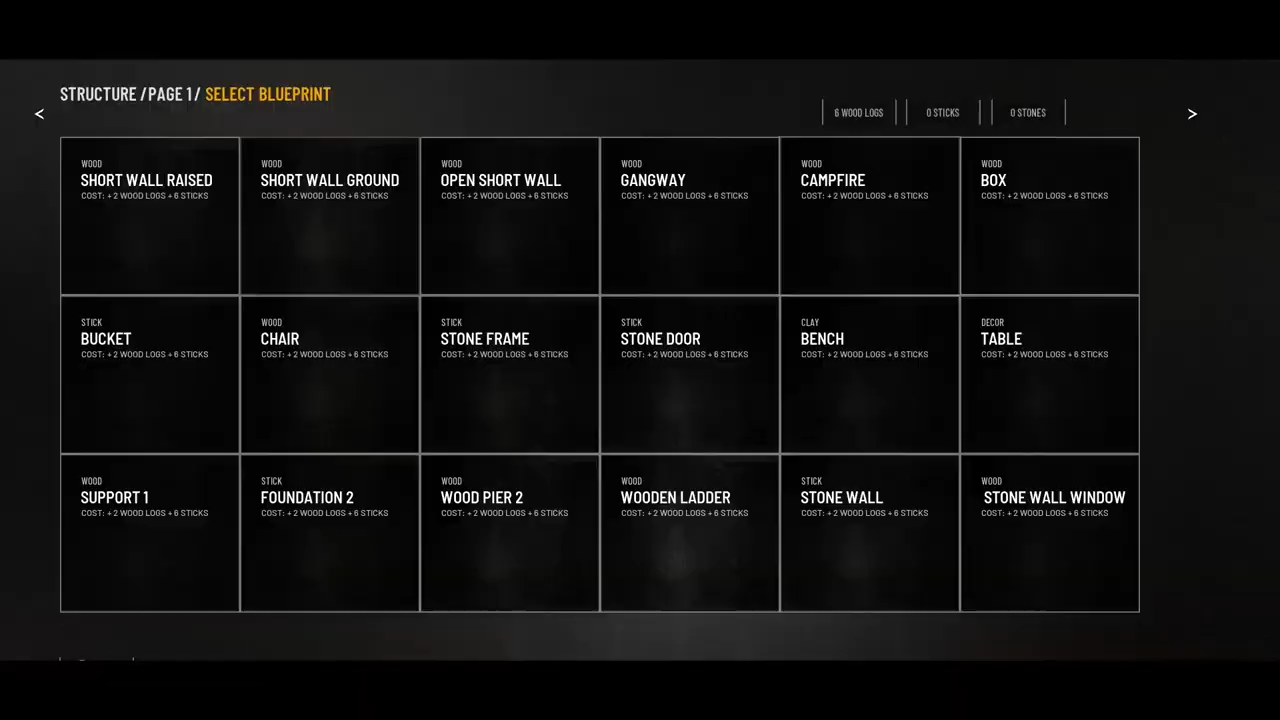 STRUCTURE / PAGE 1 / SELECT BLUEPRINT
<
6 WOOD LOGS
0 STICKS
0 STONES
>
WOOD
SHORT WALL RAISED
COST: + 2 WOOD LOGS + 6 STICKS
WOOD
SHORT WALL GROUND
COST: + 2 WOOD LOGS + 6 STICKS
WOOD
OPEN SHORT WALL
COST: + 2 WOOD LOGS + 6 STICKS
WOOD
GANGWAY
COST: + 2 WOOD LOGS + 6 STICKS
WOOD
CAMPFIRE
COST: + 2 WOOD LOGS + 6 STICKS
WOOD
BOX
COST: + 2 WOOD LOGS + 6 STICKS
STICK
BUCKET
COST: + 2 WOOD LOGS + 6 STICKS
WOOD
CHAIR
COST: + 2 WOOD LOGS + 6 STICKS
STICK
STONE FRAME
COST: + 2 WOOD LOGS + 6 STICKS
STICK
STONE DOOR
COST: + 2 WOOD LOGS + 6 STICKS
CLAY
BENCH
COST: + 2 WOOD LOGS + 6 STICKS
DECOR
TABLE
COST: + 2 WOOD LOGS + 6 STICKS
WOOD
SUPPORT 1
COST: + 2 WOOD LOGS + 6 STICKS
STICK
FOUNDATION 2
COST: + 2 WOOD LOGS + 6 STICKS
WOOD
WOOD PIER 2
COST: + 2 WOOD LOGS + 6 STICKS
WOOD
WOODEN LADDER
COST: + 2 WOOD LOGS + 6 STICKS
STICK
STONE WALL
COST: + 2 WOOD LOGS + 6 STICKS
WOOD
STONE WALL WINDOW
COST: + 2 WOOD LOGS + 6 STICKS